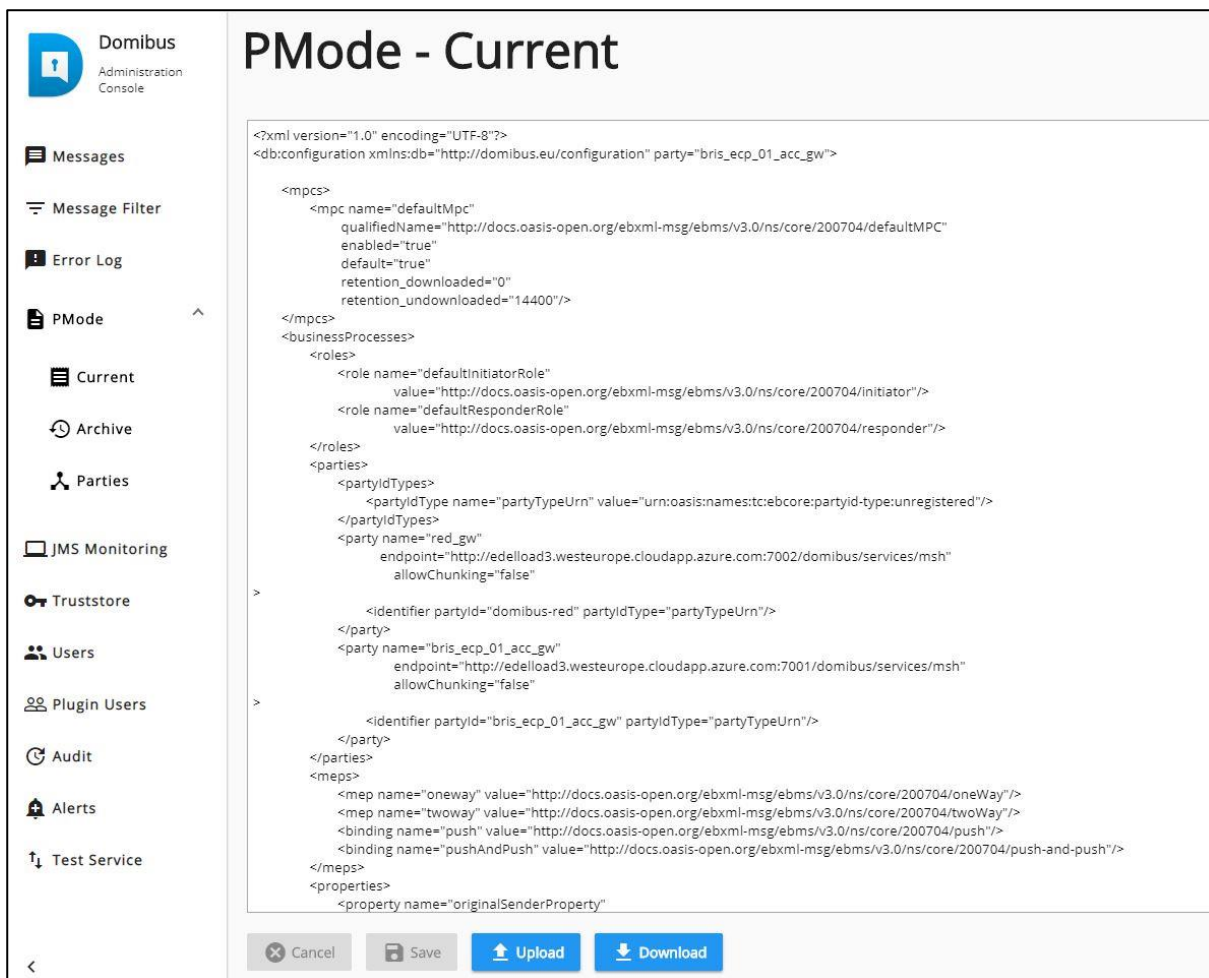 Domibus
Administration
Console
Messages
Message Filter
Error Log
PMode
Current
Archive
Parties
JMS Monitoring
Truststore
Users
Plugin Users
Audit
Alerts
Test Service
PMode - Current
<?xml version="1.0" encoding="UTF-8"?>
<db:configuration xmlns:db="http://domibus.eu/configuration" party="bris_ecp_01_acc_gw">
<mpcs>
<mpc name="defaultMpc"
qualifiedName="http://docs.oasis-open.org/ebxml-msg/ebms/v3.0/ns/core/200704/defaultMPC"
enabled="true"
default="true"
retention_downloaded="0"
retention_undownloaded="14400"/>
</mpcs>
<businessProcesses>
<roles>
<role name="defaultInitiatorRole"
value="http://docs.oasis-open.org/ebxml-msg/ebms/v3.0/ns/core/200704/initiator"/>
<role name="defaultResponderRole"
value="http://docs.oasis-open.org/ebxml-msg/ebms/v3.0/ns/core/200704/responder"/>
</roles>
<parties>
<partyIdTypes>
<partyIdType name="partyTypeUrn" value="urn:oasis:names:tc:ebcore:partyid-type:unregistered"/>
</partyIdTypes>
<party name="red_gw"
endpoint="http://edelload3.westeurope.cloudapp.azure.com:7002/domibus/services/msh"
allowChunking="false"
>
<identifier partyId="domibus-red" partyIdType="partyTypeUrn"/>
</party>
<party name="bris_ecp_01_acc_gw"
endpoint="http://edelload3.westeurope.cloudapp.azure.com:7001/domibus/services/msh"
allowChunking="false"
>
<identifier partyId="bris_ecp_01_acc_gw" partyIdType="partyTypeUrn"/>
</party>
</parties>
<meps>
<mep name="oneway" value="http://docs.oasis-open.org/ebxml-msg/ebms/v3.0/ns/core/200704/oneWay"/>
<mep name="twoway" value="http://docs.oasis-open.org/ebxml-msg/ebms/v3.0/ns/core/200704/twoWay"/>
<binding name="push" value="http://docs.oasis-open.org/ebxml-msg/ebms/v3.0/ns/core/200704/push"/>
<binding name="pushAndPush" value="http://docs.oasis-open.org/ebxml-msg/ebms/v3.0/ns/core/200704/push-and-push"/>
</meps>
<properties>
<property name="originalSenderProperty"
Cancel
Save
Upload
Download